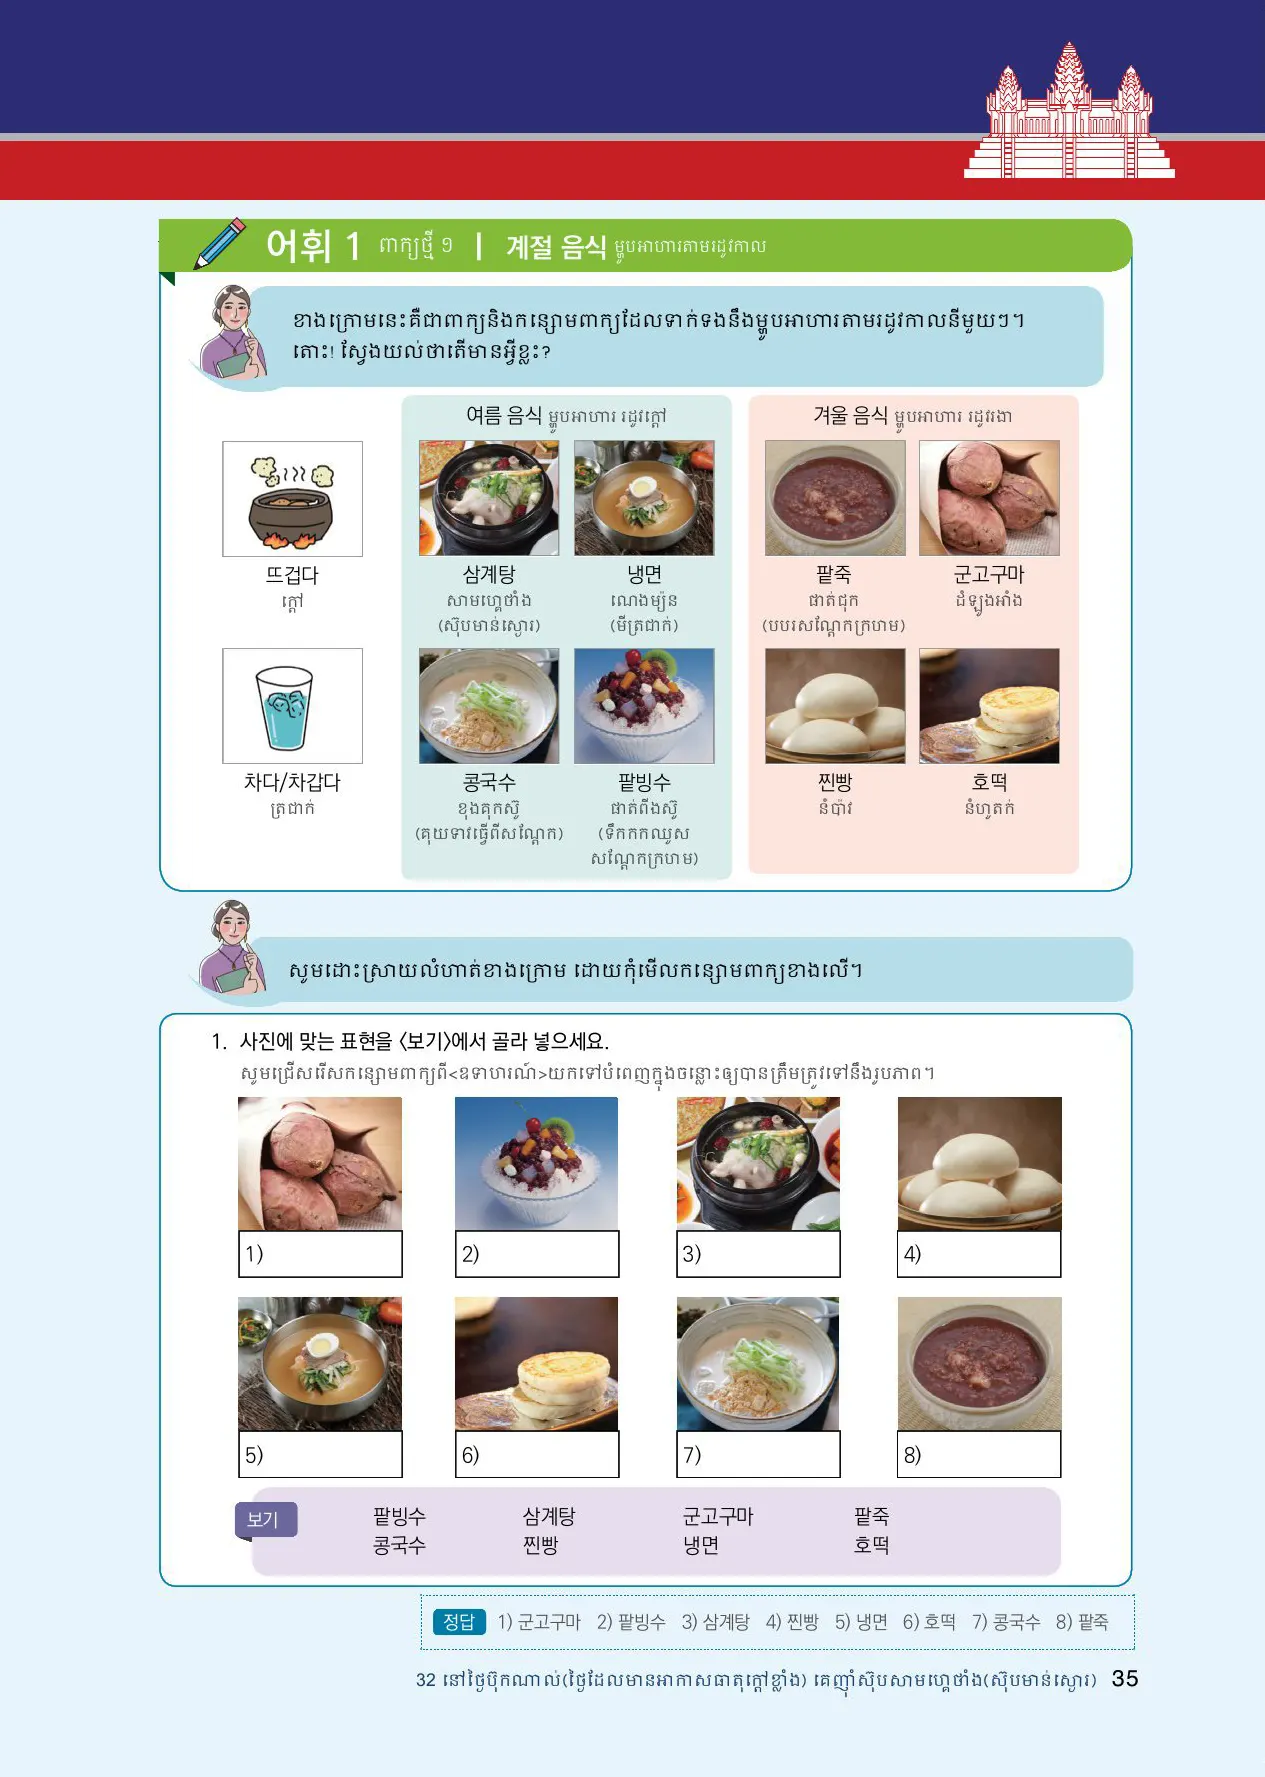 어휘 1 ពាក្យថ្មី ១ | 계절 음식 ម្ហូបអាហារតាមរដូវកាល
ខាងក្រោមនេះគឺជាពាក្យនិងកន្សោមពាក្យដែលទាក់ទងនឹងម្ហូបអាហារតាមរដូវកាលនីមួយៗ។
តោះ! ស្វែងយល់ថាតើមានអ្វីខ្លះ?
여름 음식 ម្ហូបអាហារ រដូវក្តៅ
겨울 음식 ម្ហូបអាហារ រដូវរងា
뜨겁다
ក្តៅ
삼계탕
សាមហ្គេថាំង
(ស៊ុបមាន់ស្ងោរ)
냉면
ណេងម្យ៉ន
(មីត្រជាក់)
팥죽
ផាត់ជុក
(បបរសណ្តែកក្រហម)
군고구마
ដំឡូងអាំង
차다/차갑다
ត្រជាក់
콩국수
ខុងគុកស៊ូ
(គុយទាវធ្វើពីសណ្តែក)
팥빙수
ផាត់ពីងស៊ូ
(ទឹកកកឈូស
សណ្តែកក្រហម)
찐빵
នំប៉ាវ
호떡
នំហូតក់
សូមដោះស្រាយលំហាត់ខាងក្រោម ដោយកុំមើលកន្សោមពាក្យខាងលើ។
1. 사진에 맞는 표현을 〈보기〉에서 골라 넣으세요.
សូមជ្រើសរើសកន្សោមពាក្យពី<ឧទាហរណ៍>យកទៅបំពេញក្នុងចន្លោះឲ្យបានត្រឹមត្រូវទៅនឹងរូបភាព។
1) 2) 3) 4)
5) 6) 7) 8)
보기
팥빙수 삼계탕 군고구마 팥죽
콩국수 찐빵 냉면 호떡
정답 1) 군고구마 2) 팥빙수 3) 삼계탕 4) 찐빵 5) 냉면 6) 호떡 7) 콩국수 8) 팥죽
32 នៅថ្ងៃប៊ុកណាល់(ថ្ងៃដែលមានអាកាសធាតុក្តៅខ្លាំង) គេញ៉ាំស៊ុបសាមហ្គេថាំង(ស៊ុបមាន់ស្ងោរ) 35